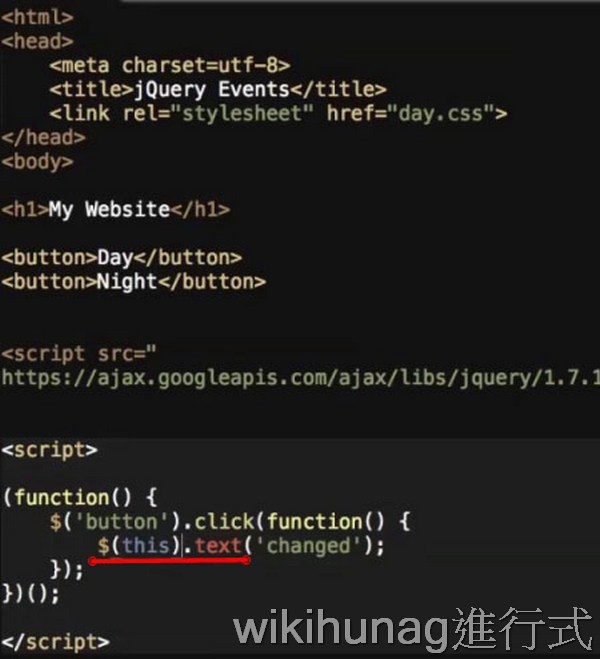 <html>
<head>
    <meta charset=utf-8>
    <title>jQuery Events</title>
    <link rel="stylesheet" href="day.css">
</head>
<body>

<h1>My Website</h1>

<button>Day</button>
<button>Night</button>

<script src="
https://ajax.googleapis.com/ajax/libs/jquery/1.7.1

<script>

(function() {
    $('button').click(function() {
        $(this).text('changed');
    });
})();

</script>
wikihunag進行式